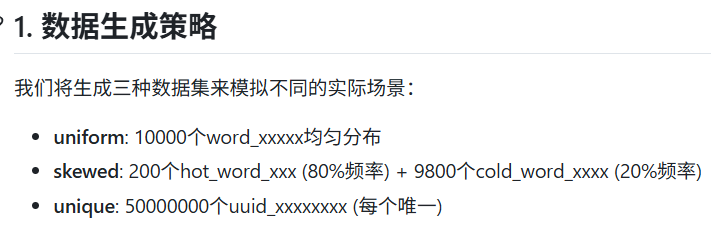 1. 数据生成策略
我们将生成三种数据集来模拟不同的实际场景：
uniform: 10000个word_xxxxx均匀分布
skewed: 200个hot_word_xxx (80%频率) + 9800个cold_word_xxxx (20%频率)
unique: 50000000个uuid_xxxxxxxx (每个唯一)